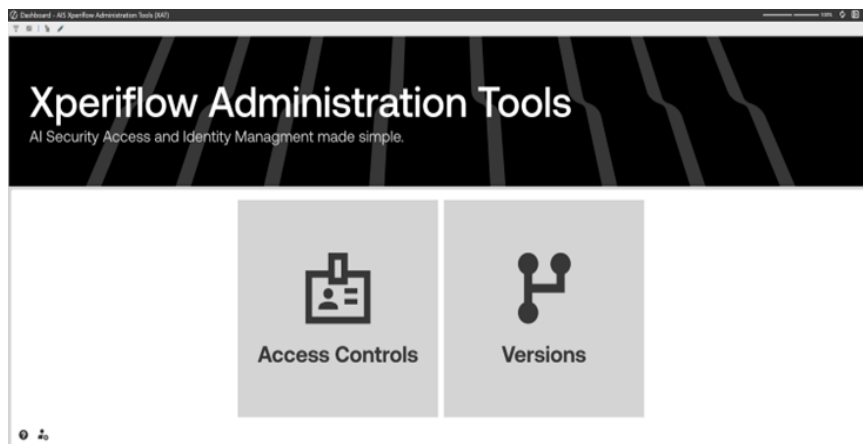 Dashboard - AIS Xperiflow Administration Tools (XAT)
100%
Xperiflow Administration Tools
AI Security Access and Identity Managment made simple.
Access Controls
Versions